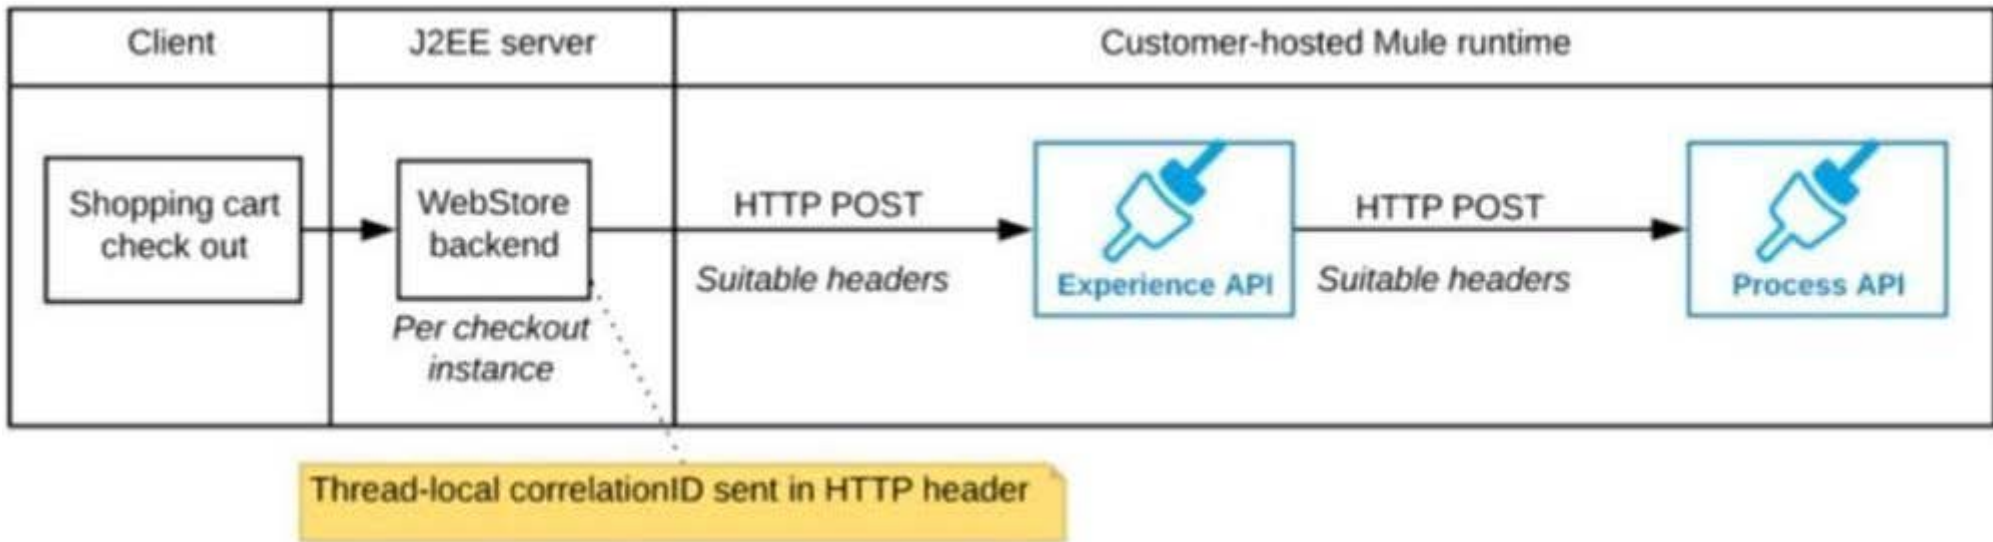 Client
J2EE server
Customer-hosted Mule runtime
Shopping cart
check out
WebStore
backend
Per checkout
instance
HTTP POST
Suitable headers
Experience API
HTTP POST
Suitable headers
Process API
Thread-local correlationID sent in HTTP header